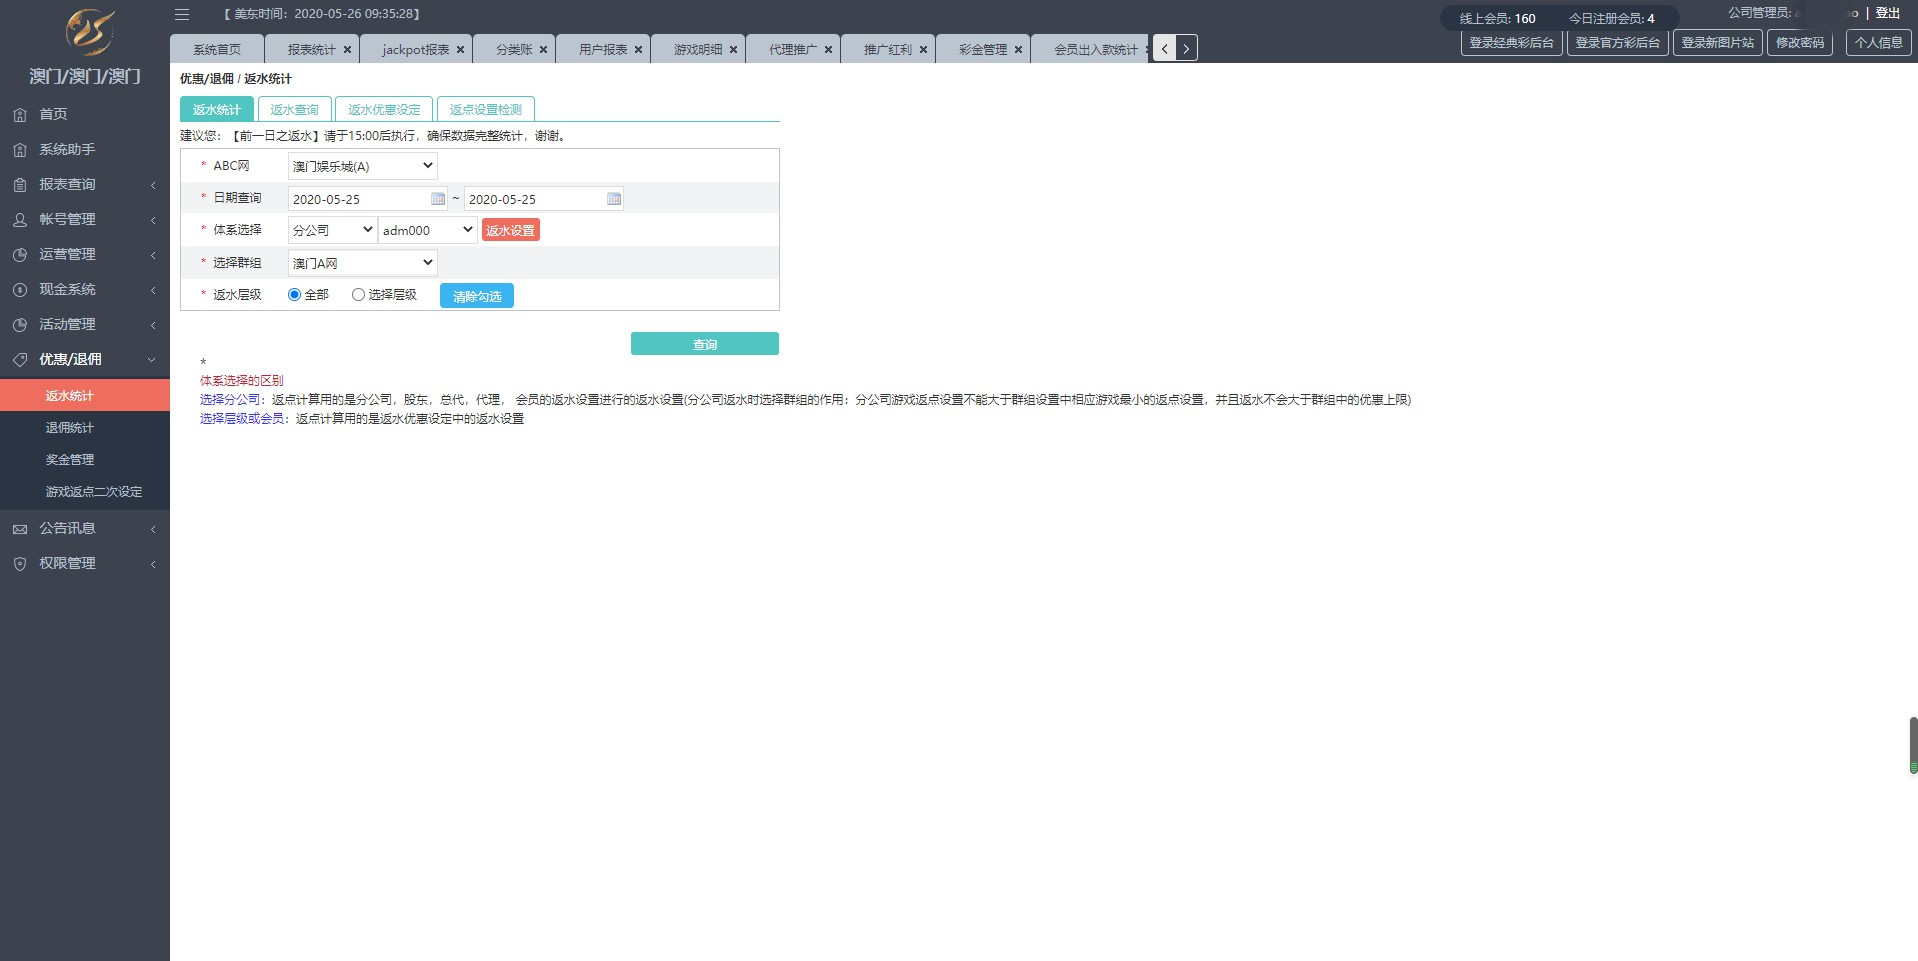 【 美东时间：2020-05-26 09:35:28】
线上会员: 160 今日注册会员: 4
公司管理员: | 登出
登录经典彩后台 登录官方彩后台 登录新图片站 修改密码 个人信息
系统首页 报表统计 × jackpot报表 × 分类账 × 用户报表 × 游戏明细 × 代理推广 × 推广红利 × 彩金管理 × 会员出入款统计
澳门/澳门/澳门
首页
系统助手
报表查询
帐号管理
运营管理
现金系统
活动管理
优惠/退佣
返水统计
退佣统计
奖金管理
游戏返点二次设定
公告讯息
权限管理
优惠/退佣 / 返水统计
返水统计 返水查询 返水优惠设定 返点设置检测
建议您：【前一日之返水】请于15:00后执行，确保数据完整统计，谢谢。
* ABC网 澳门娱乐城(A)
* 日期查询 2020-05-25 ~ 2020-05-25
* 体系选择 分公司 adm000 返水设置
* 选择群组 澳门A网
* 返水层级 全部 选择层级 清除勾选
查询
*
体系选择的区别
选择分公司：返点计算用的是分公司，股东，总代，代理， 会员的返水设置进行的返水设置(分公司返水时选择群组的作用：分公司游戏返点设置不能大于群组设置中相应游戏最小的返点设置，并且返水不会大于群组中的优惠上限)
选择层级或会员：返点计算用的是返水优惠设定中的返水设置